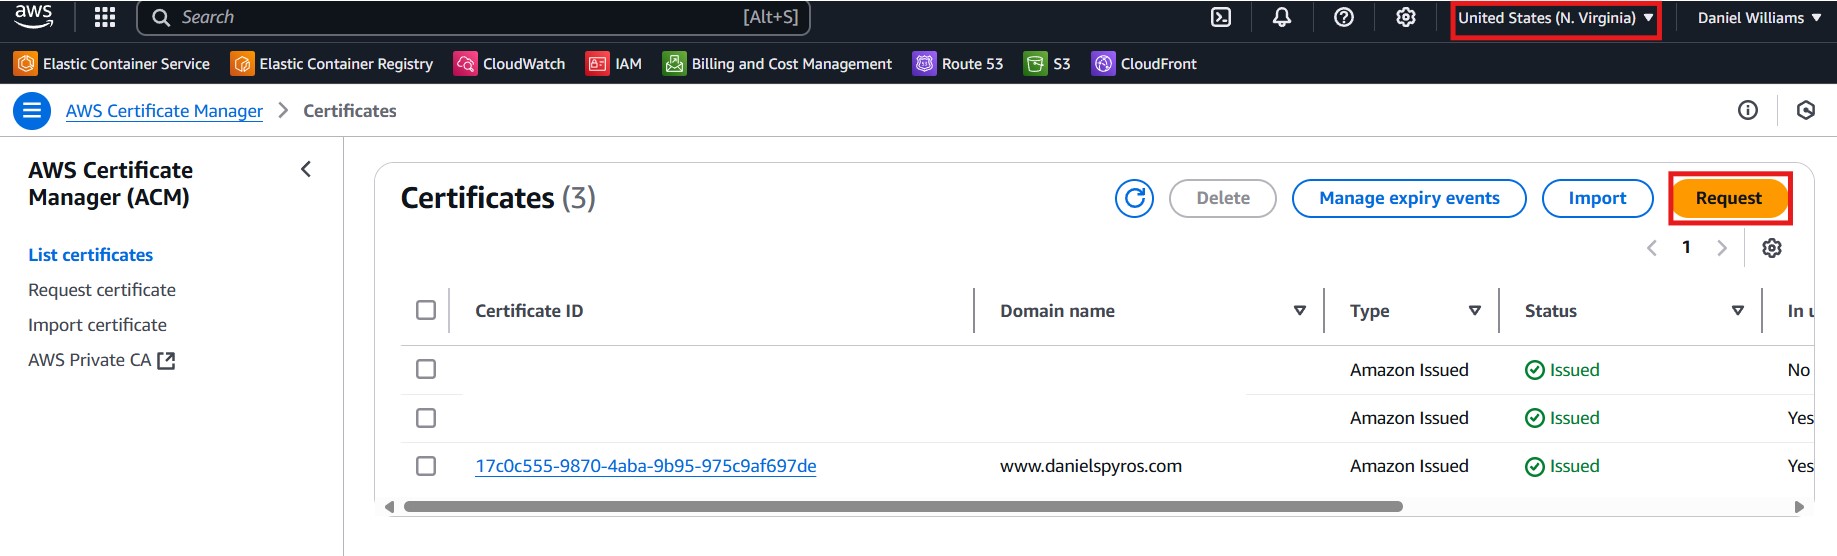 aws
Search [Alt+S] United States (N. Virginia) Daniel Williams
Elastic Container Service Elastic Container Registry CloudWatch IAM Billing and Cost Management Route 53 S3 CloudFront
AWS Certificate Manager > Certificates
AWS Certificate
Manager (ACM)
List certificates
Request certificate
Import certificate
AWS Private CA
Certificates (3) Delete Manage expiry events Import Request
1
Certificate ID Domain name Type Status In
Amazon Issued Issued No
Amazon Issued Issued Yes
17c0c555-9870-4aba-9b95-975c9af697de www.danielspyros.com Amazon Issued Issued Yes